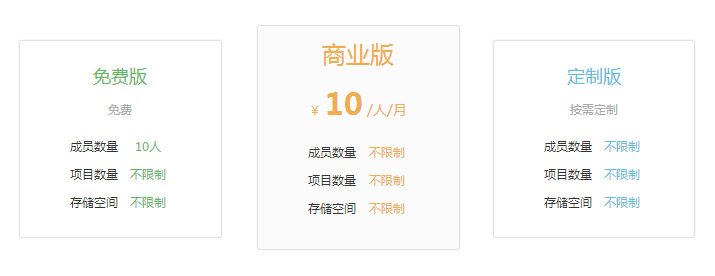 免费版
免费
成员数量 10人
项目数量 不限制
存储空间 不限制
商业版
¥ 10 /人/月
成员数量 不限制
项目数量 不限制
存储空间 不限制
定制版
按需定制
成员数量 不限制
项目数量 不限制
存储空间 不限制